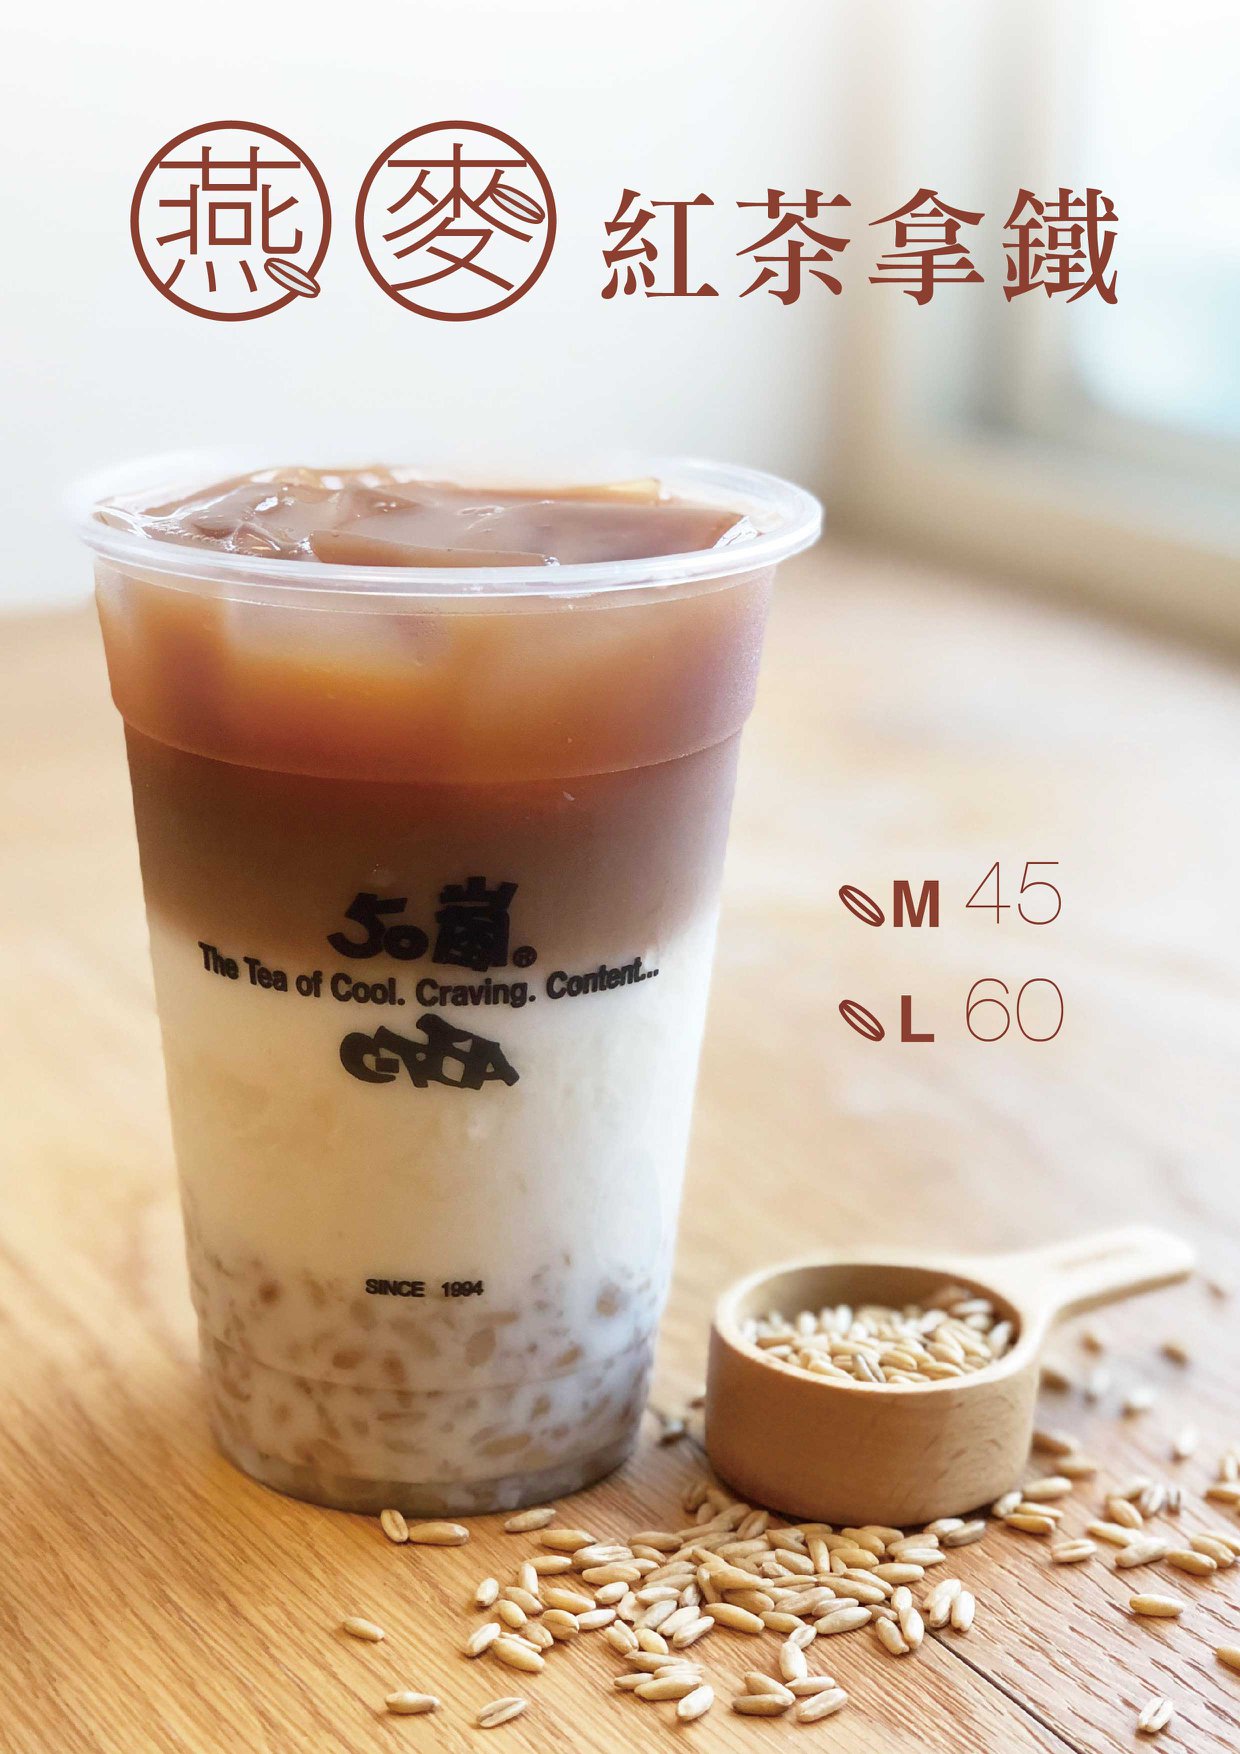 燕麥紅茶拿鐵
M 45
L 60
50嵐®
The Tea of Cool. Craving. Content...
SINCE 1994